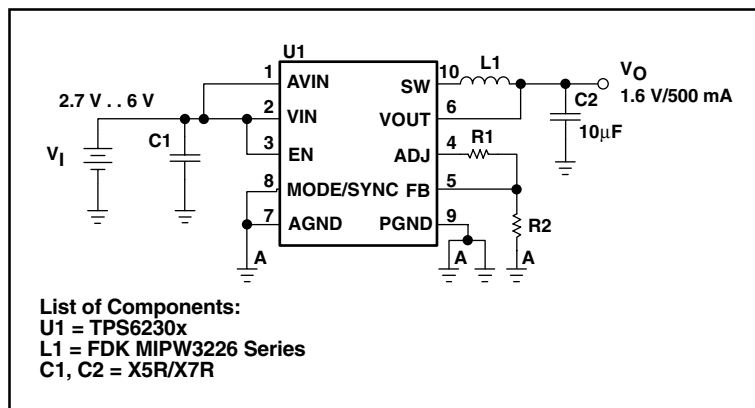 U1
L1
1
AVIN
SW
10
VO
1.6 V/500 mA
2.7 V . . 6 V
2
VIN
VOUT
6
C2
10μF
3
EN
R1
ADJ
4
VI
C1
8
MODE/SYNC
FB
5
7
AGND
PGND
9
R2
A
A
A
List of Components:
U1 = TPS6230x
L1 = FDK MIPW3226 Series
C1, C2 = X5R/X7R